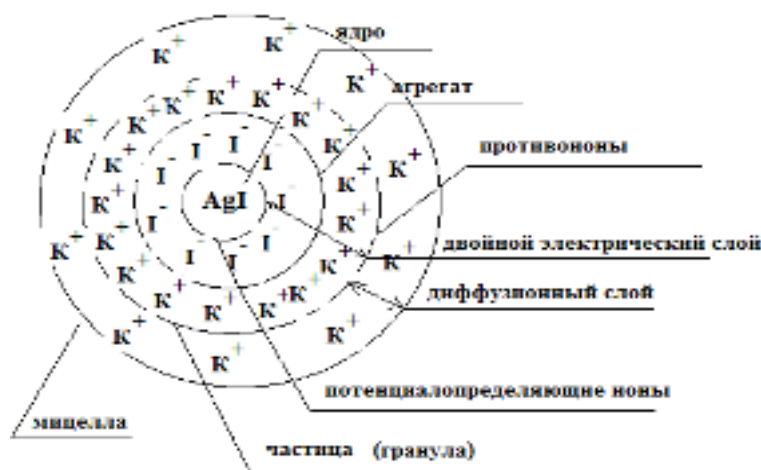 ядро
К+ К+
К+ К+ К+ К+ К+ агрегат
К+ К+ К+
К+ I- I- I- К+
К+ I- I- К+ К+ противоионы
К+ AgI I- К+
I- К+
К+ К+ I- I- I- К+ К+ двойной электрический слой
К+ К+ К+ К+ К+ диффузионный слой
К+ К+ К+
К+ потенциалопределяющие ионы
мицелла
частица (гранула)